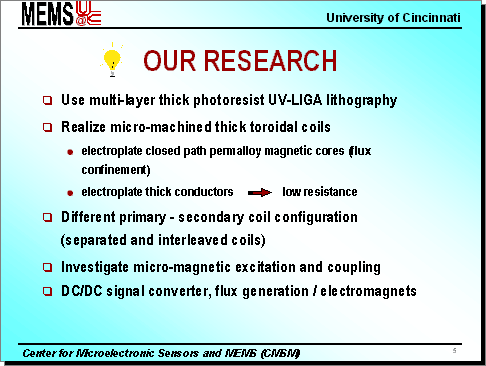 MEMS U@C
University of Cincinnati
OUR RESEARCH
Use multi-layer thick photoresist UV-LIGA lithography
Realize micro-machined thick toroidal coils
electroplate closed path permalloy magnetic cores (flux
confinement)
electroplate thick conductors low resistance
Different primary - secondary coil configuration
(separated and interleaved coils)
Investigate micro-magnetic excitation and coupling
DC/DC signal converter, flux generation / electromagnets
Center for Microelectronic Sensors and MEMS (CMSM)
5